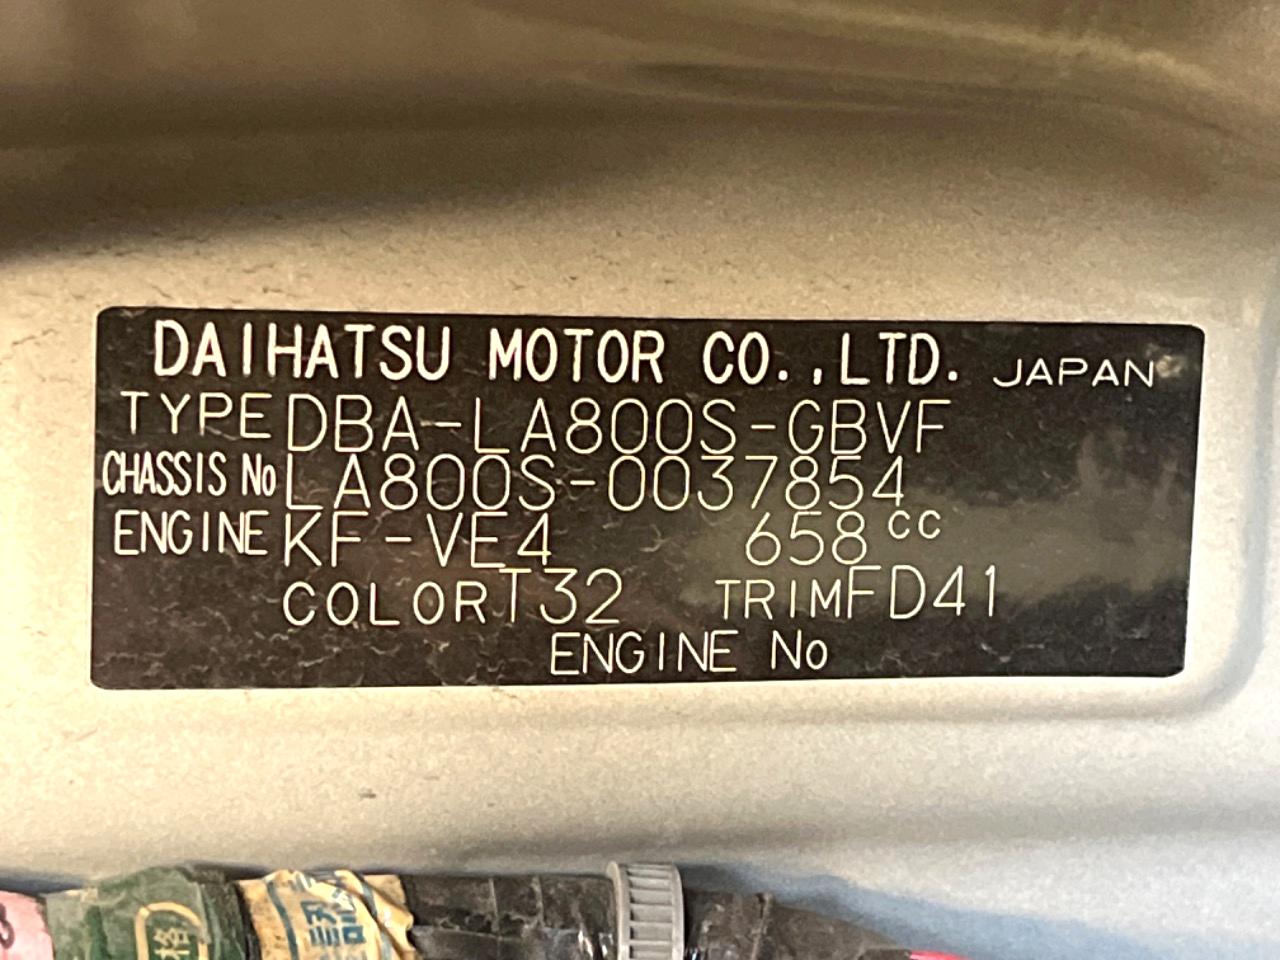 DAIHATSU MOTOR CO.,LTD. JAPAN
TYPE DBA-LA800S-GBVF
CHASSIS No LA800S-0037854
ENGINE KF-VE4 658cc
COLOR T32 TRIM FD41
ENGINE No
格